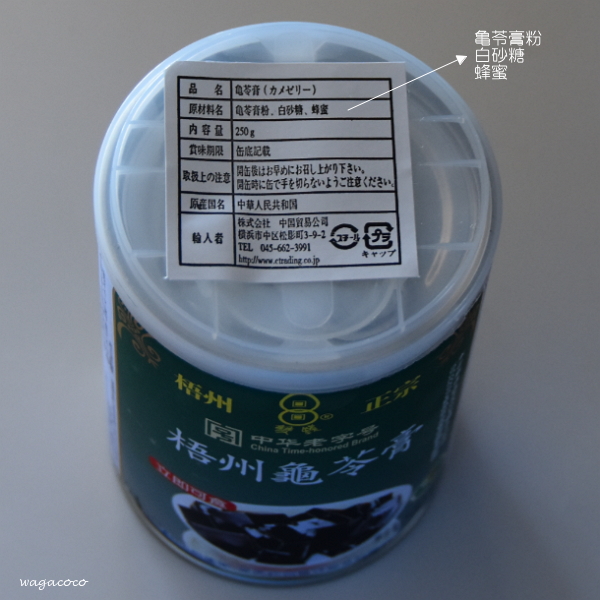 亀苓膏粉
白砂糖
蜂蜜
品名 亀苓膏(カメゼリー)
原材料名 亀苓膏粉、白砂糖、蜂蜜
内容量 250g
賞味期限 缶底記載
取扱上の注意 開缶後はお早めにお召し上がり下さい。
開缶時に缶で手を切らないようご注意ください。
原産国名 中華人民共和国
輸入者 株式会社 中国貿易公司
横浜市中区松影町3-9-2
TEL 045-662-3991
http://www.ctrading.co.jp
スチール プラ
キャップ
梧州 正宗
雙錢®
中华老字号
China Time-honored Brand
梧州龜苓膏
wagacoco